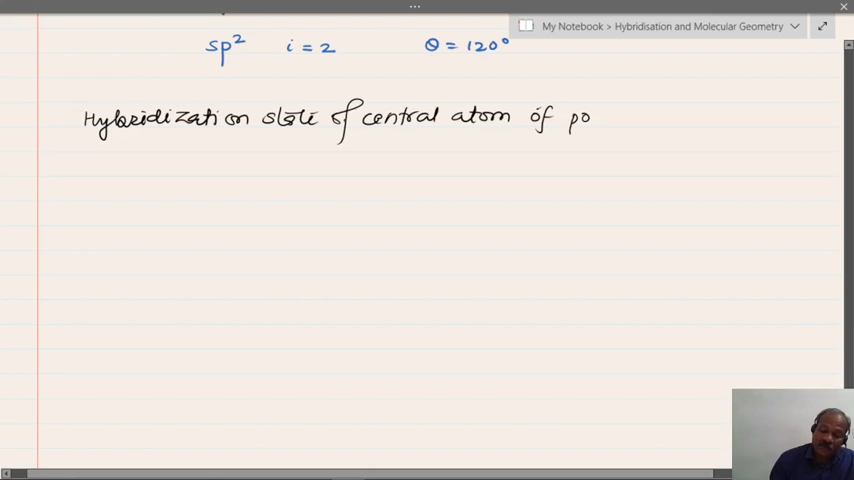 My Notebook > Hybridisation and Molecular Geometry
sp² i = 2 θ = 120°
Hybridization state of central atom of po